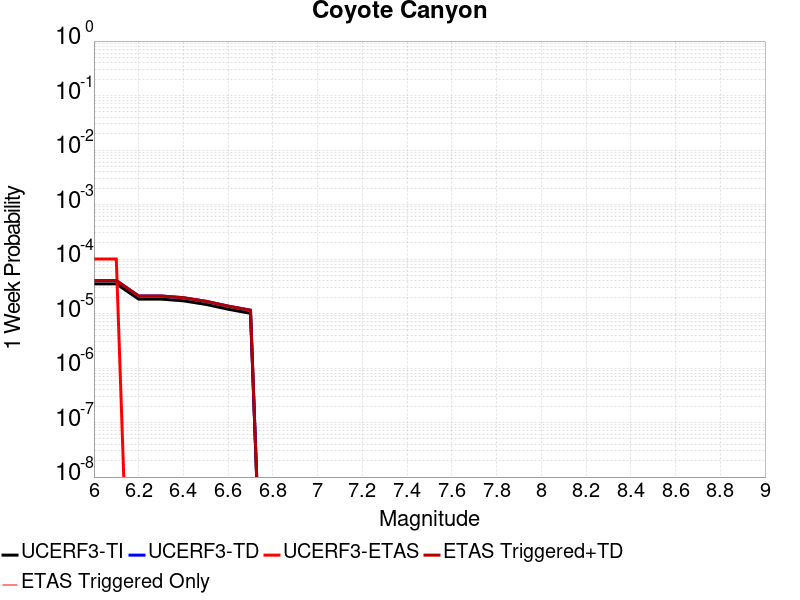 Coyote Canyon
1 Week Probability
10^0
10^-1
10^-2
10^-3
10^-4
10^-5
10^-6
10^-7
10^-8
6 6.2 6.4 6.6 6.8 7 7.2 7.4 7.6 7.8 8 8.2 8.4 8.6 8.8 9
Magnitude
UCERF3-TI UCERF3-TD UCERF3-ETAS ETAS Triggered+TD
ETAS Triggered Only